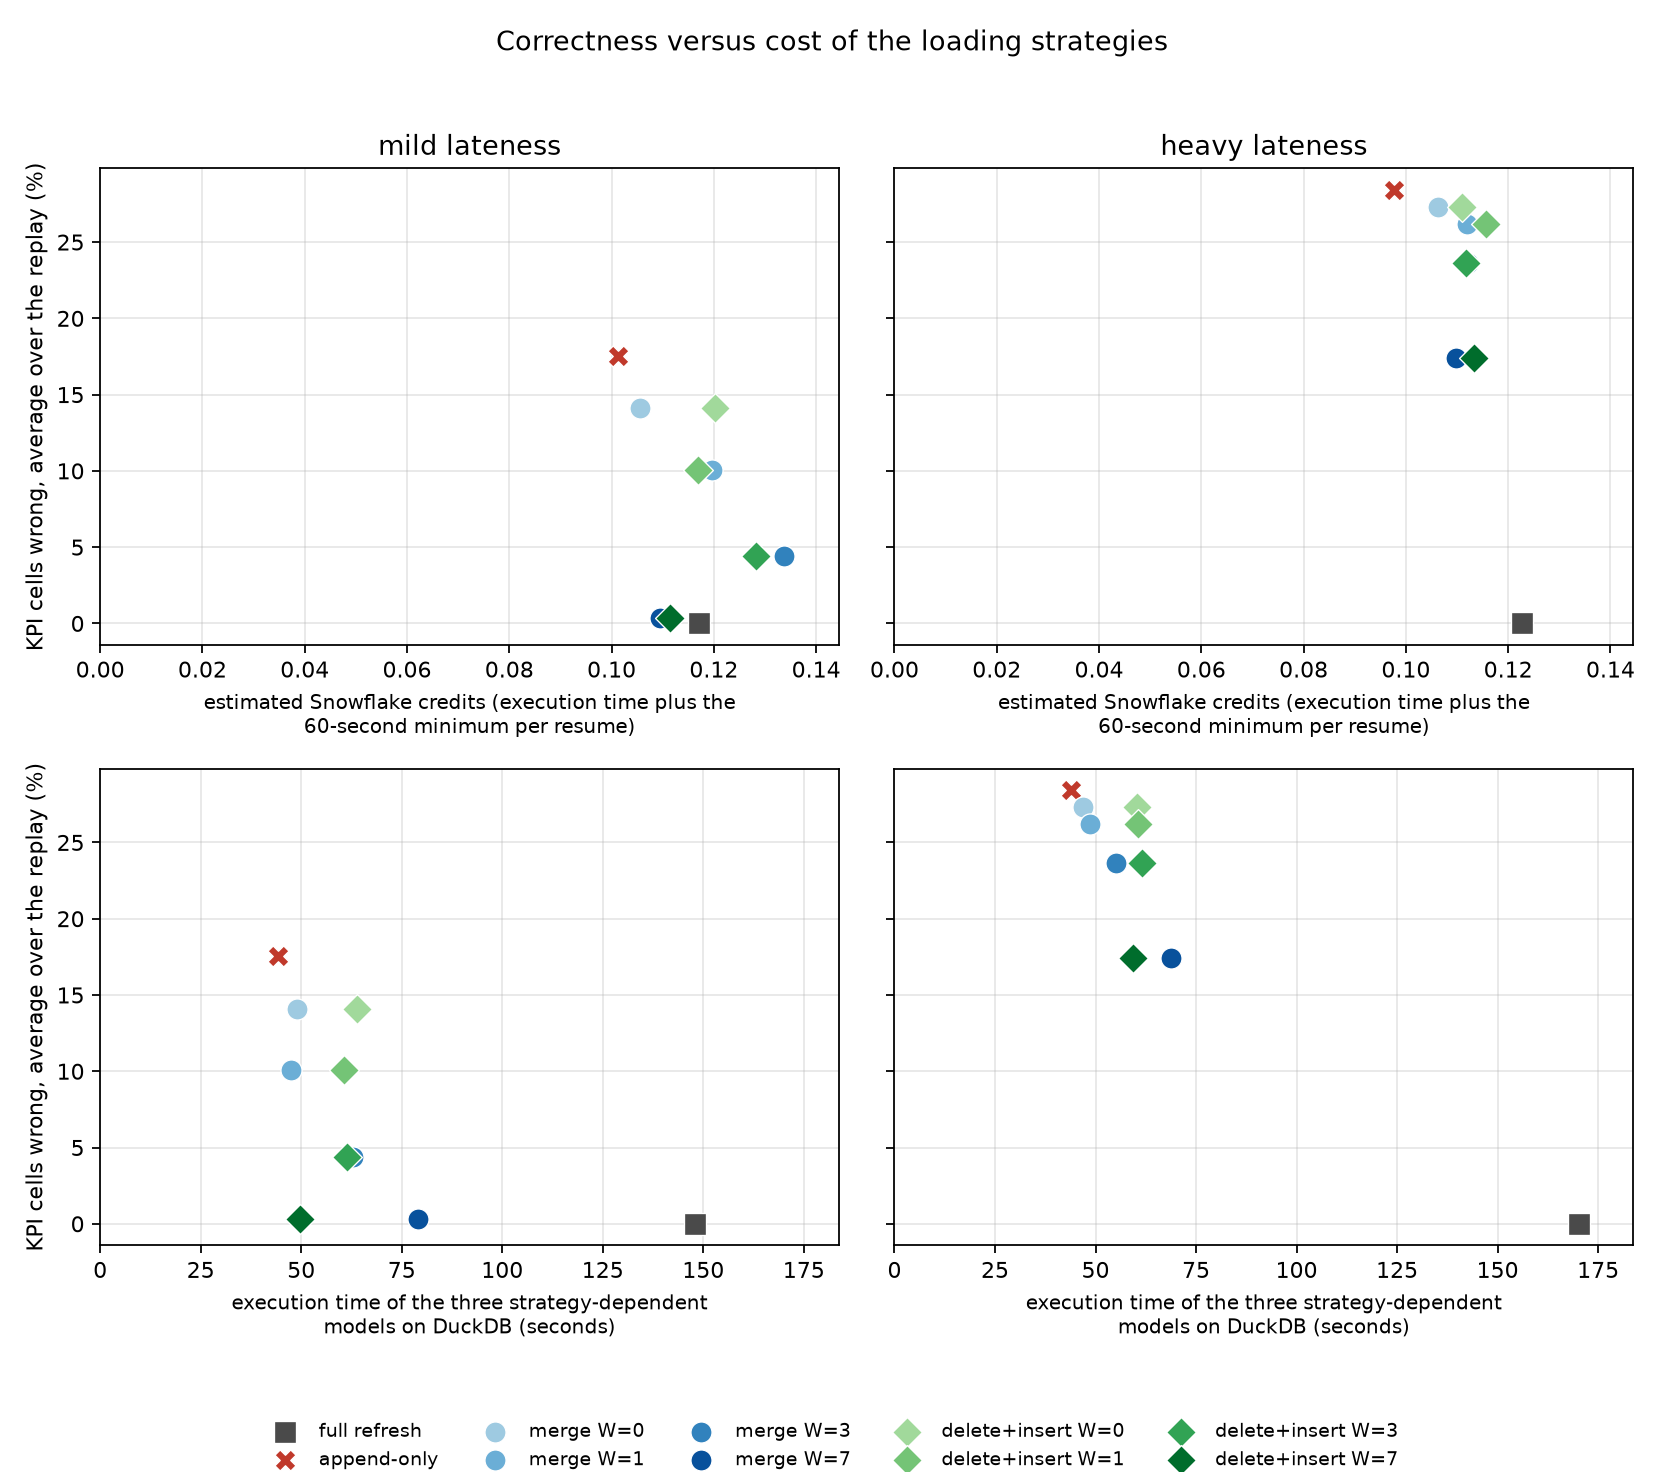 Correctness versus cost of the loading strategies
mild lateness
heavy lateness
KPI cells wrong, average over the replay (%)
25
20
15
10
5
0
0.00 0.02 0.04 0.06 0.08 0.10 0.12 0.14
estimated Snowflake credits (execution time plus the
60-second minimum per resume)
0.00 0.02 0.04 0.06 0.08 0.10 0.12 0.14
estimated Snowflake credits (execution time plus the
60-second minimum per resume)
KPI cells wrong, average over the replay (%)
25
20
15
10
5
0
0 25 50 75 100 125 150 175
execution time of the three strategy-dependent
models on DuckDB (seconds)
0 25 50 75 100 125 150 175
execution time of the three strategy-dependent
models on DuckDB (seconds)
full refresh merge W=0 merge W=3 delete+insert W=0 delete+insert W=3
append-only merge W=1 merge W=7 delete+insert W=1 delete+insert W=7